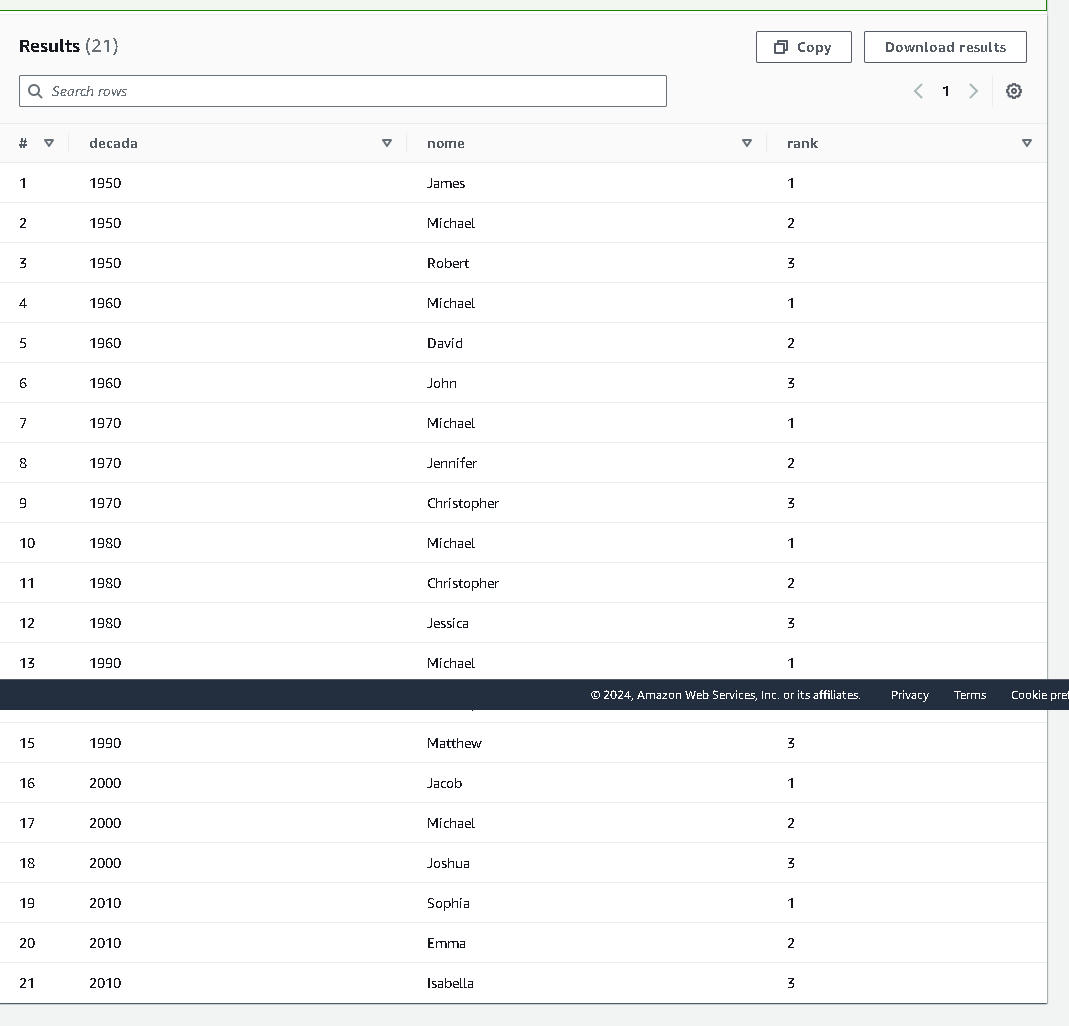 Results (21)
Copy
Download results
Search rows
1
# decada nome rank
1 1950 James 1
2 1950 Michael 2
3 1950 Robert 3
4 1960 Michael 1
5 1960 David 2
6 1960 John 3
7 1970 Michael 1
8 1970 Jennifer 2
9 1970 Christopher 3
10 1980 Michael 1
11 1980 Christopher 2
12 1980 Jessica 3
13 1990 Michael 1
© 2024, Amazon Web Services, Inc. or its affiliates. Privacy Terms Cookie pre
15 1990 Matthew 3
16 2000 Jacob 1
17 2000 Michael 2
18 2000 Joshua 3
19 2010 Sophia 1
20 2010 Emma 2
21 2010 Isabella 3